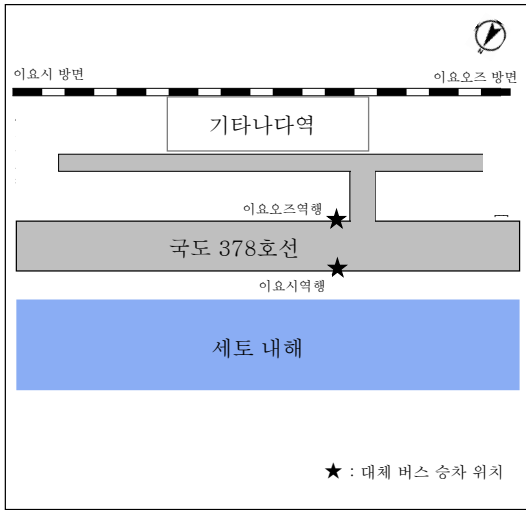 이요시 방면
이요오즈 방면
기타나다역
이요오즈역행
국도 378호선
이요시역행
세토 내해
★ : 대체 버스 승차 위치